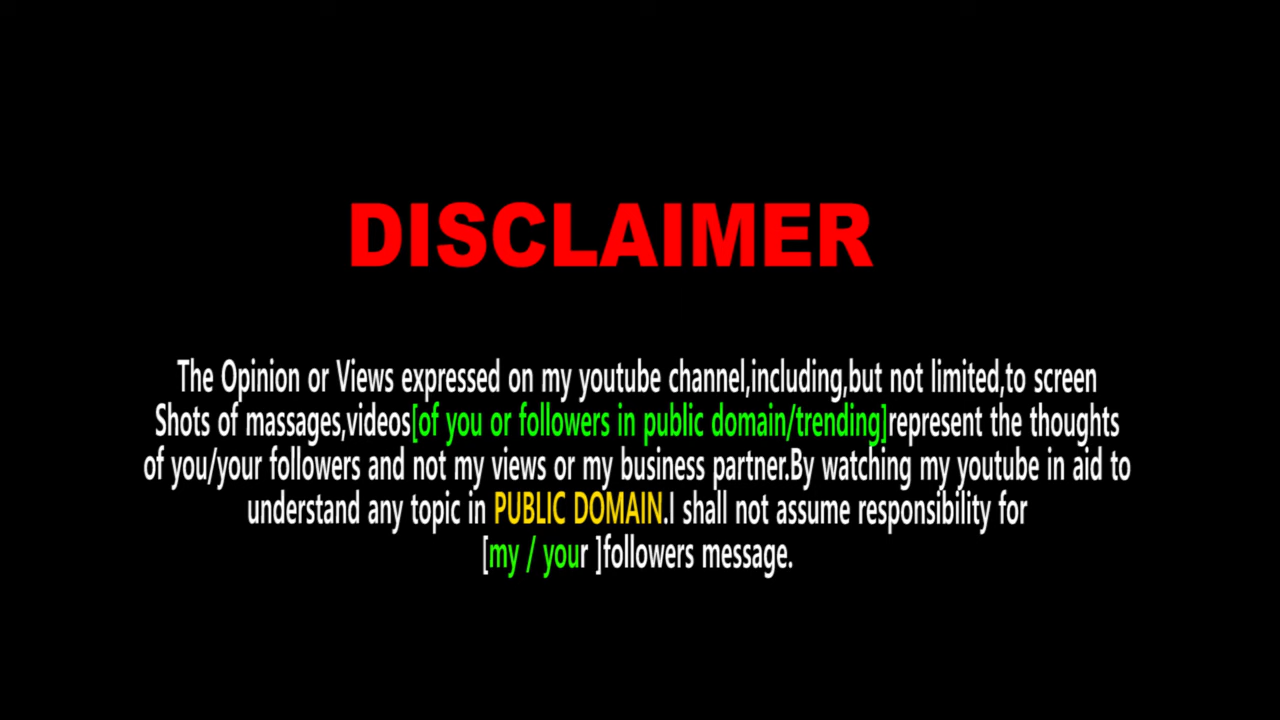 DISCLAIMER
The Opinion or Views expressed on my youtube channel,including,but not limited,to screen
Shots of massages,videos[of you or followers in public domain/trending]represent the thoughts
of you/your followers and not my views or my business partner.By watching my youtube in aid to
understand any topic in PUBLIC DOMAIN.I shall not assume responsibility for
[my / your ]followers message.